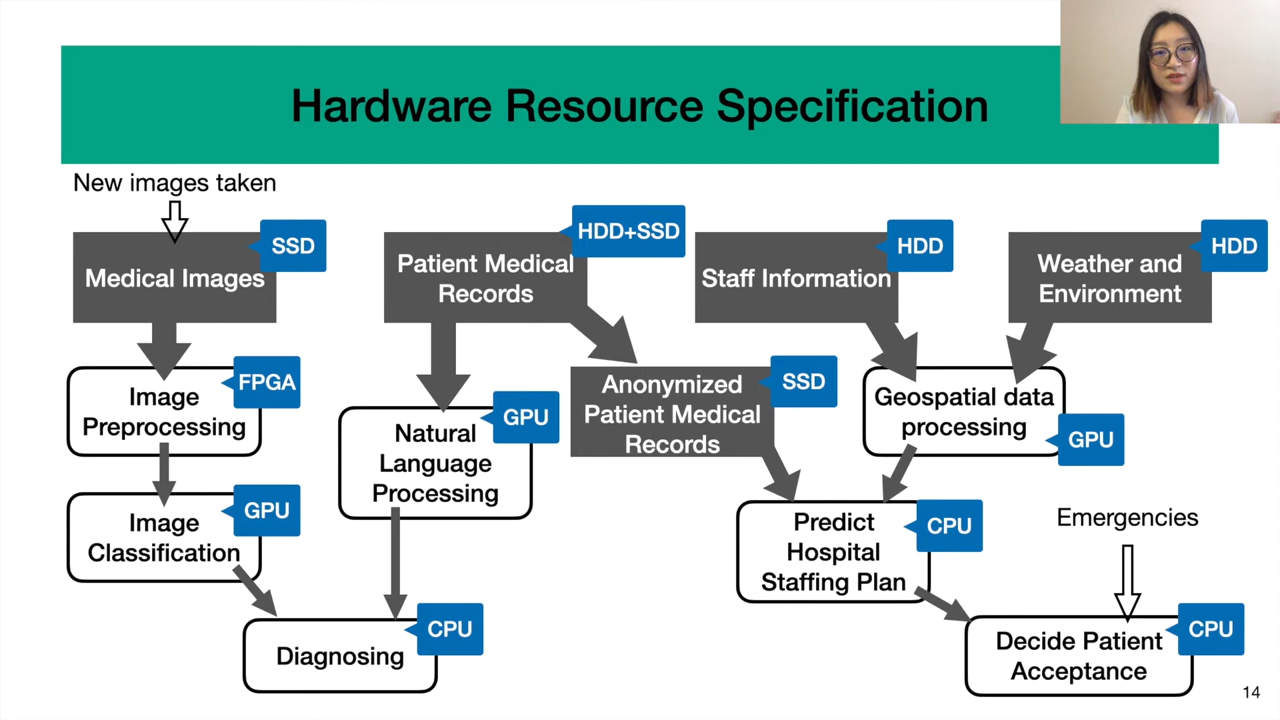 Hardware Resource Specification
New images taken
SSD
Medical Images
HDD+SSD
Patient Medical
Records
HDD
Staff Information
HDD
Weather and
Environment
FPGA
Image
Preprocessing
GPU
Natural
Language
Processing
SSD
Anonymized
Patient Medical
Records
Geospatial data
processing
GPU
GPU
Image
Classification
CPU
Predict
Hospital
Staffing Plan
Emergencies
CPU
Diagnosing
CPU
Decide Patient
Acceptance
14